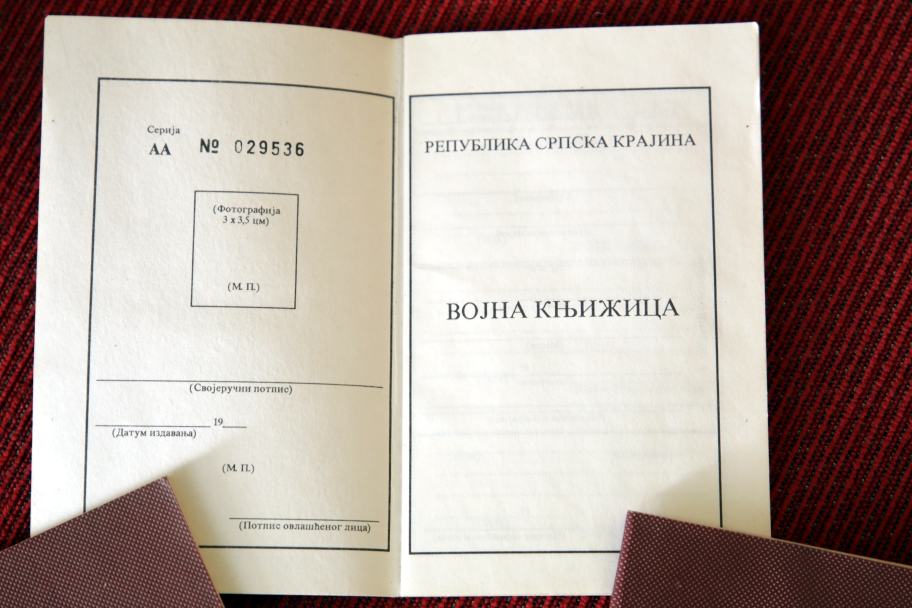 Серија
АА № 029536
(Фотографија
3 х 3,5 цм)
(М. П.)
(Својеручни потпис)
19
(Датум издавања)
(М. П.)
(Потпис овлашћеног лица)
РЕПУБЛИКА СРПСКА КРАЈИНА
ВОЈНА КЊИЖИЦА